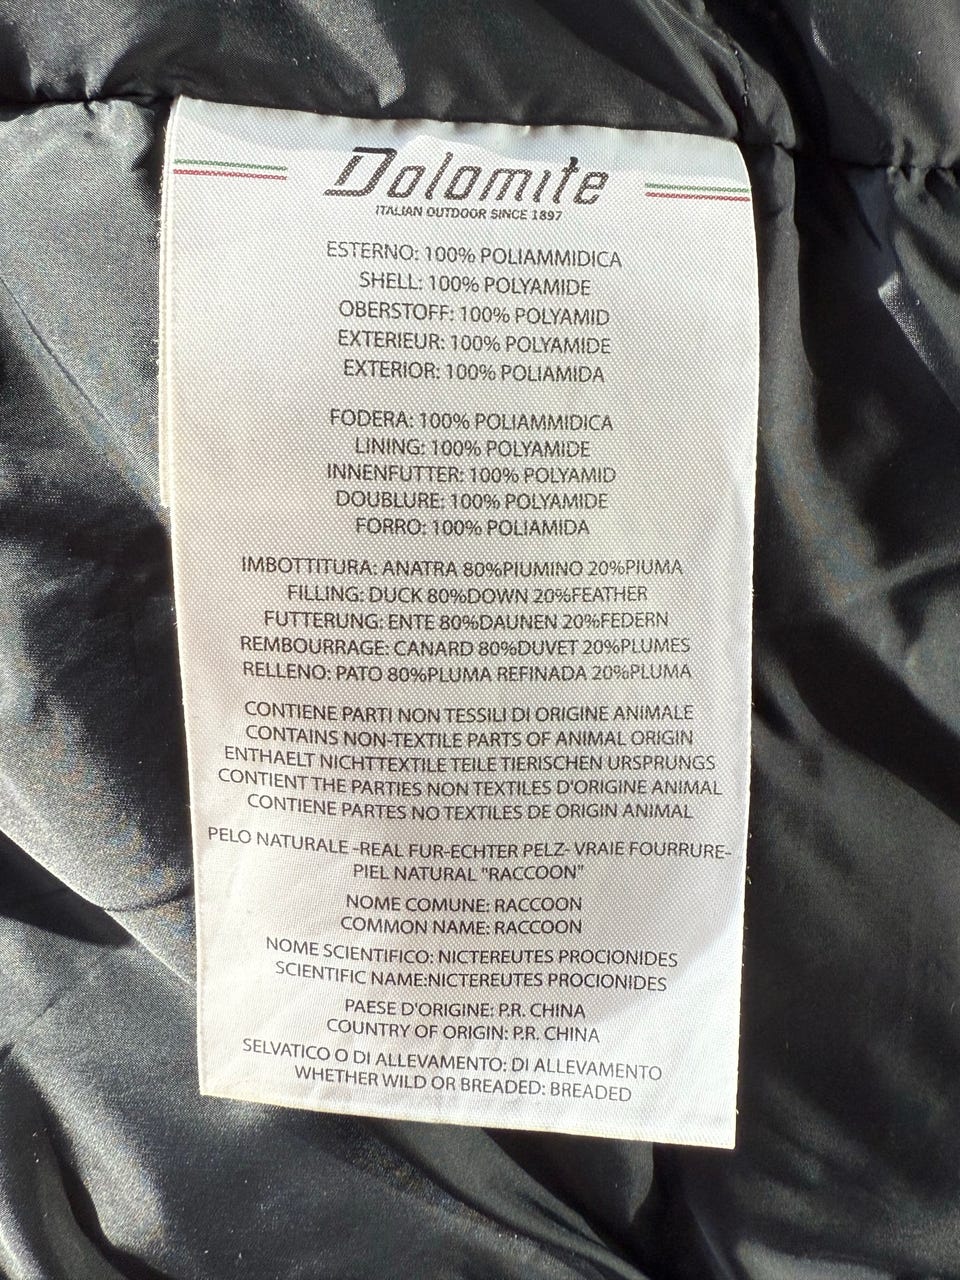 Dolomite
ITALIAN OUTDOOR SINCE 1897
ESTERNO: 100% POLIAMMIDICA
SHELL: 100% POLYAMIDE
OBERSTOFF: 100% POLYAMID
EXTERIEUR: 100% POLYAMIDE
EXTERIOR: 100% POLIAMIDA
FODERA: 100% POLIAMMIDICA
LINING: 100% POLYAMIDE
INNENFUTTER: 100% POLYAMID
DOUBLURE: 100% POLYAMIDE
FORRO: 100% POLIAMIDA
IMBOTTITURA: ANATRA 80%PIUMINO 20%PIUMA
FILLING: DUCK 80%DOWN 20%FEATHER
FUTTERUNG: ENTE 80%DAUNEN 20%FEDERN
REMBOURRAGE: CANARD 80%DUVET 20%PLUMES
RELLENO: PATO 80%PLUMA REFINADA 20%PLUMA
CONTIENE PARTI NON TESSILI DI ORIGINE ANIMALE
CONTAINS NON-TEXTILE PARTS OF ANIMAL ORIGIN
ENTHAELT NICHTTEXTILE TEILE TIERISCHEN URSPRUNGS
CONTIENT THE PARTIES NON TEXTILES D'ORIGINE ANIMAL
CONTIENE PARTES NO TEXTILES DE ORIGIN ANIMAL
PELO NATURALE -REAL FUR-ECHTER PELZ- VRAIE FOURRURE-
PIEL NATURAL "RACCOON"
NOME COMUNE: RACCOON
COMMON NAME: RACCOON
NOME SCIENTIFICO: NICTEREUTES PROCIONIDES
SCIENTIFIC NAME:NICTEREUTES PROCIONIDES
PAESE D'ORIGINE: P.R. CHINA
COUNTRY OF ORIGIN: P.R. CHINA
SELVATICO O DI ALLEVAMENTO: DI ALLEVAMENTO
WHETHER WILD OR BREADED: BREADED